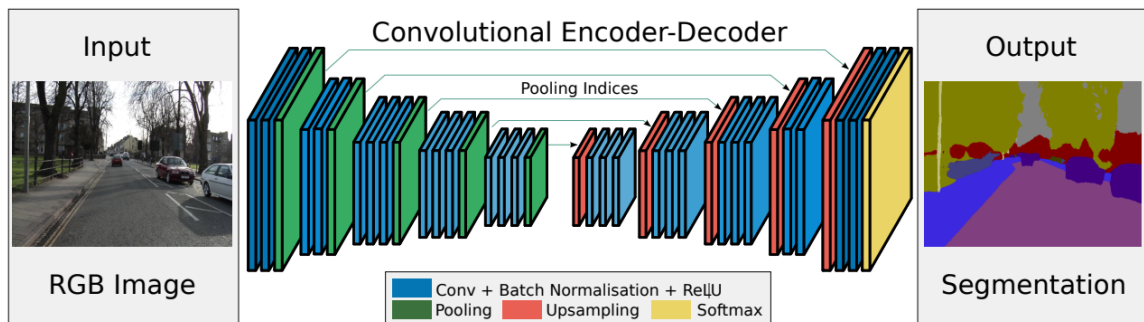 Input
RGB Image
Convolutional Encoder-Decoder
Pooling Indices
Conv + Batch Normalisation + ReLU
Pooling
Upsampling
Softmax
Output
Segmentation